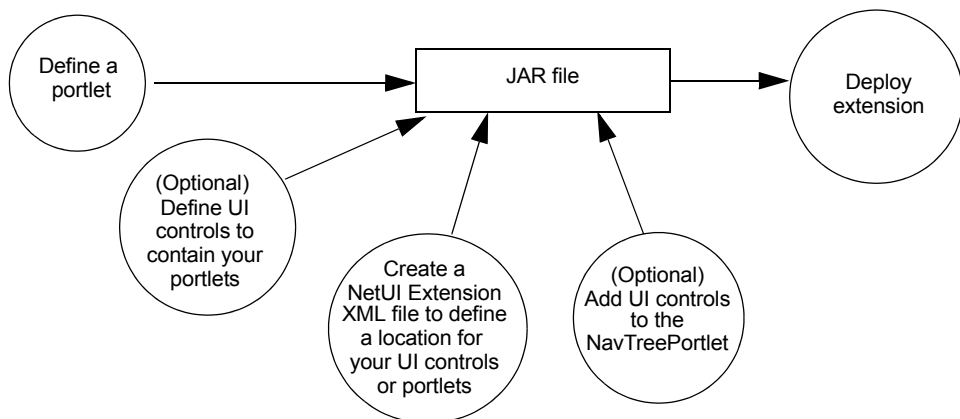 Define a
portlet
JAR file
Deploy
extension
(Optional)
Define UI
controls to
contain your
portlets
Create a
NetUI Extension
XML file to define
a location for
your UI controls
or portlets
(Optional)
Add UI controls
to the
NavTreePortlet